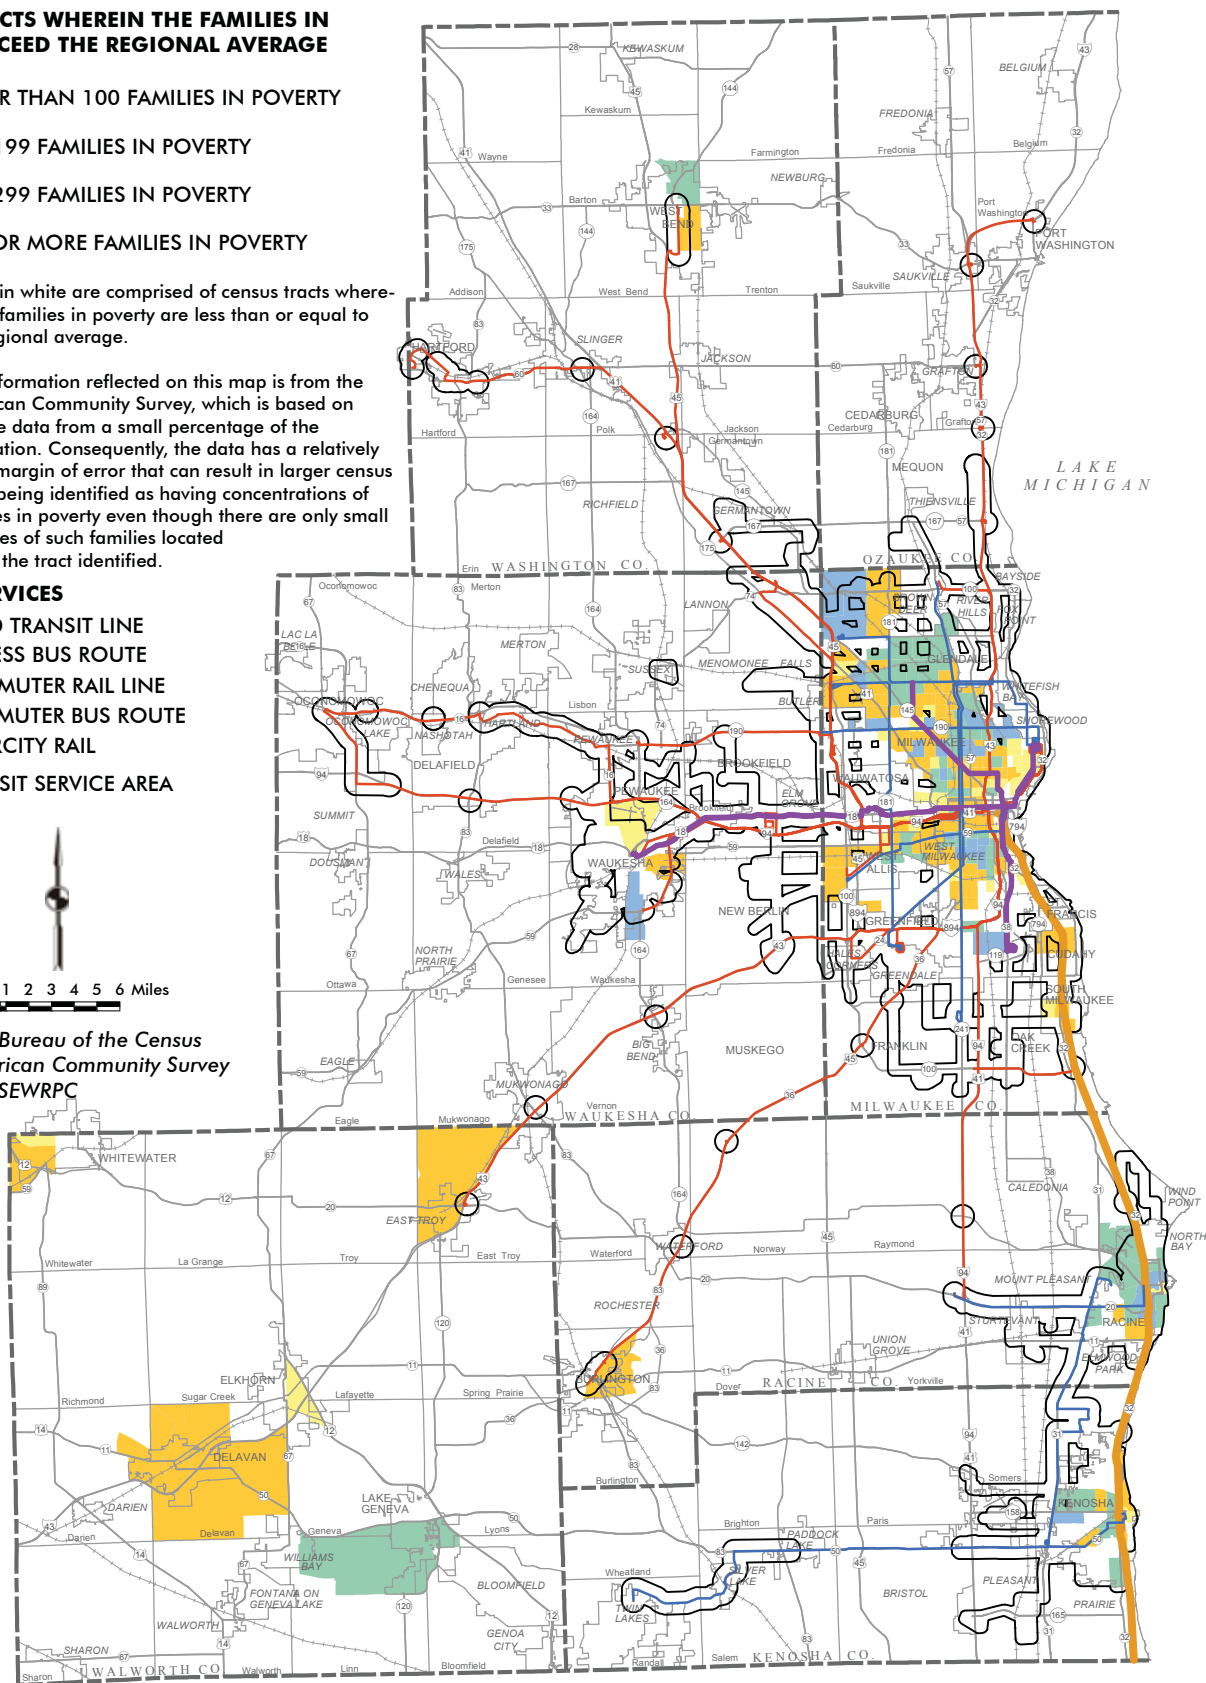 CTS WHEREIN THE FAMILIES IN
CEED THE REGIONAL AVERAGE
R THAN 100 FAMILIES IN POVERTY
199 FAMILIES IN POVERTY
299 FAMILIES IN POVERTY
OR MORE FAMILIES IN POVERTY
in white are comprised of census tracts where-
families in poverty are less than or equal to
gional average.
formation reflected on this map is from the
can Community Survey, which is based on
e data from a small percentage of the
ation. Consequently, the data has a relatively
margin of error that can result in larger census
being identified as having concentrations of
es in poverty even though there are only small
es of such families located
the tract identified.
RVICES
D TRANSIT LINE
ESS BUS ROUTE
MUTER RAIL LINE
MUTER BUS ROUTE
RCITY RAIL
SIT SERVICE AREA
1 2 3 4 5 6 Miles
Bureau of the Census
rican Community Survey
SEWRPC
KEWASKUM
Kewaskum
Wayne
Barton
WEST
BEND
Farmington
NEWBURG
BELGIUM
FREDONIA
Fredonia
Belgium
Port
Washington
PORT
WASHINGTON
SAUKVILLE
Saukville
Addison
West Bend
Trenton
HARTFORD
SLINGER
JACKSON
GRAFTON
CEDARBURG
Cedarburg
Grafton
Hartford
Polk
Jackson
Germantown
MEQUON
THIENSVILLE
RICHFIELD
GERMANTOWN
LAKE
MICHIGAN
Erin
WASHINGTON CO.
OZAUKEE CO.
Oconomowoc
Merton
LANNON
BAYSIDE
BROWN
DEER
RIVER
HILLS
FOX
POINT
LAC LA
BELLE
MERTON
SUSSEX
MENOMONEE FALLS
GLENDALE
CHENEQUA
Lisbon
BUTLER
WHITEFISH
BAY
SHOREWOOD
OCONOMOWOC
OCONOMOWOC
LAKE
NASHOTAH
HARTLAND
PEWAUKEE
DELAFIELD
BROOKFIELD
MILWAUKEE
WAUWATOSA
PEWAUKEE
Brookfield
ELM
GROVE
SUMMIT
Delafield
DOUSMAN
WALES
WAUKESHA
WEST
ALLIS
WEST
MILWAUKEE
NEW BERLIN
GREENFIELD
ST.
FRANCIS
CUDAHY
NORTH
PRAIRIE
HALES
CORNERS
GREENDALE
Ottawa
Genesee
Waukesha
SOUTH
MILWAUKEE
EAGLE
BIG
BEND
MUSKEGO
FRANKLIN
OAK
CREEK
MUKWONAGO
Eagle
Mukwonago
Vernon
WAUKESHA CO.
MILWAUKEE CO.
WHITEWATER
CALEDONIA
WIND
POINT
EAST TROY
WATERFORD
NORTH
BAY
Whitewater
La Grange
Troy
East Troy
Waterford
Norway
Raymond
MOUNT PLEASANT
ROCHESTER
STURTEVANT
RACINE
UNION
GROVE
ELMWOOD
PARK
ELKHORN
BURLINGTON
Dover
RACINE CO.
Yorkville
Richmond
Sugar Creek
Lafayette
Spring Prairie
DELAVAN
Burlington
Somers
KENOSHA
DARIEN
LAKE
GENEVA
Darien
Delavan
Geneva
Lyons
Brighton
Paris
PADDOCK
LAKE
WILLIAMS
BAY
BLOOMFIELD
Wheatland
SILVER
LAKE
PLEASANT
PRAIRIE
FONTANA ON
GENEVA LAKE
BRISTOL
TWIN
LAKES
WALWORTH
GENOA
CITY
SHARON
Sharon
WALWORTH CO
Walworth
Linn
Bloomfield
Randall
Salem
KENOSHA CO.